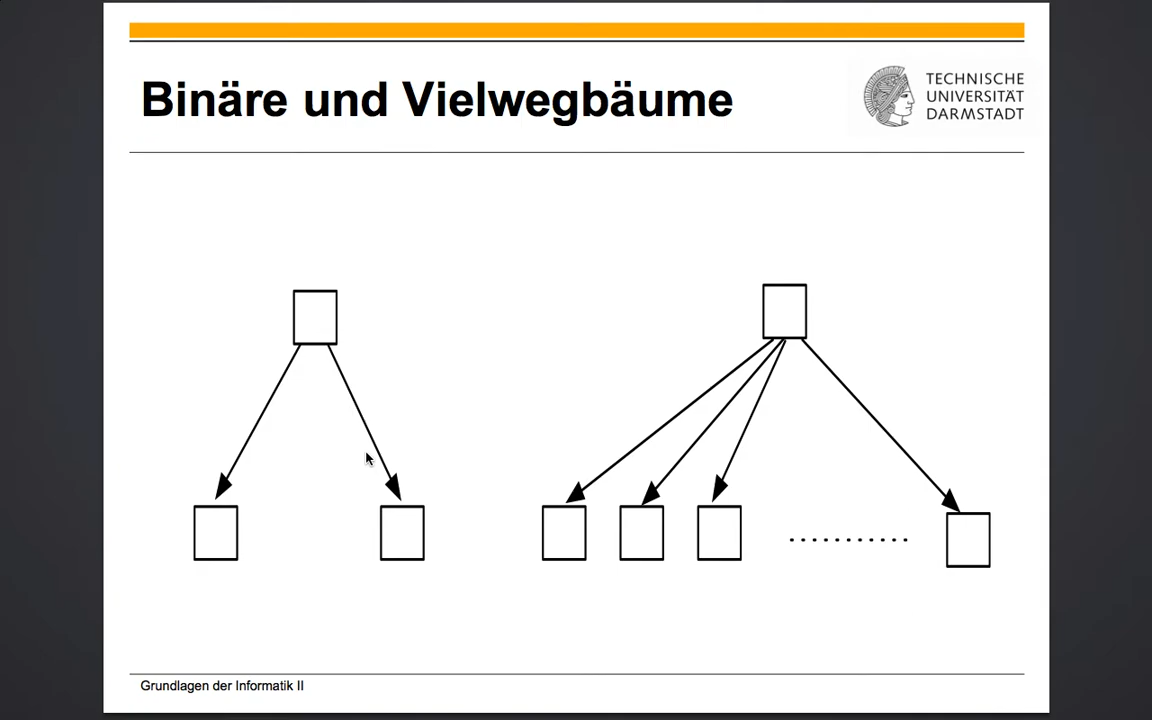 Binäre und Vielwegbäume
TECHNISCHE
UNIVERSITÄT
DARMSTADT
...........
Grundlagen der Informatik II